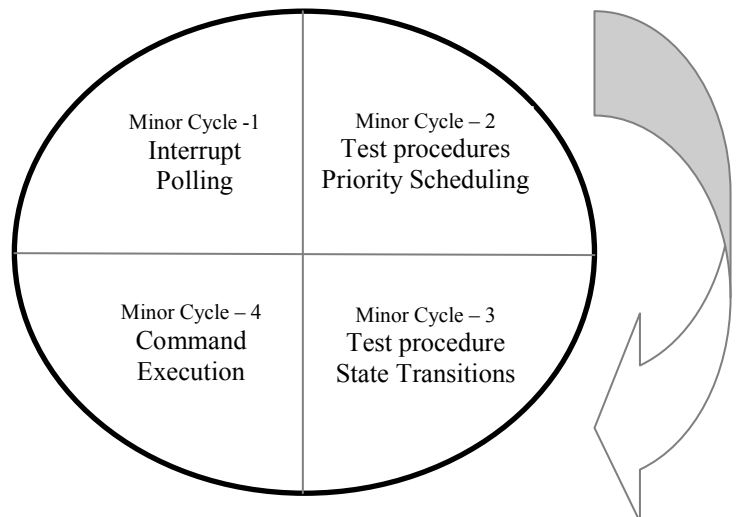 Minor Cycle -1
Interrupt
Polling
Minor Cycle – 2
Test procedures
Priority Scheduling
Minor Cycle – 4
Command
Execution
Minor Cycle – 3
Test procedure
State Transitions